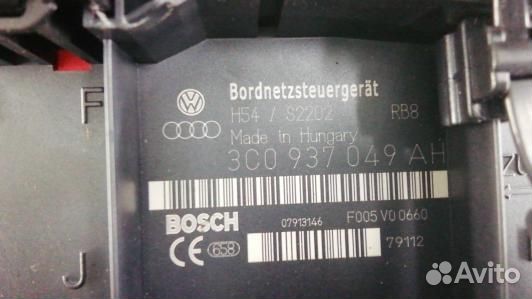 Bordnetzsteuergerät
H54 / S2202 RB8
Made in Hungary
3C0 937 049 AH
BOSCH
07913146 F005 V0 0660
CE 658 79112
F
J
Avito